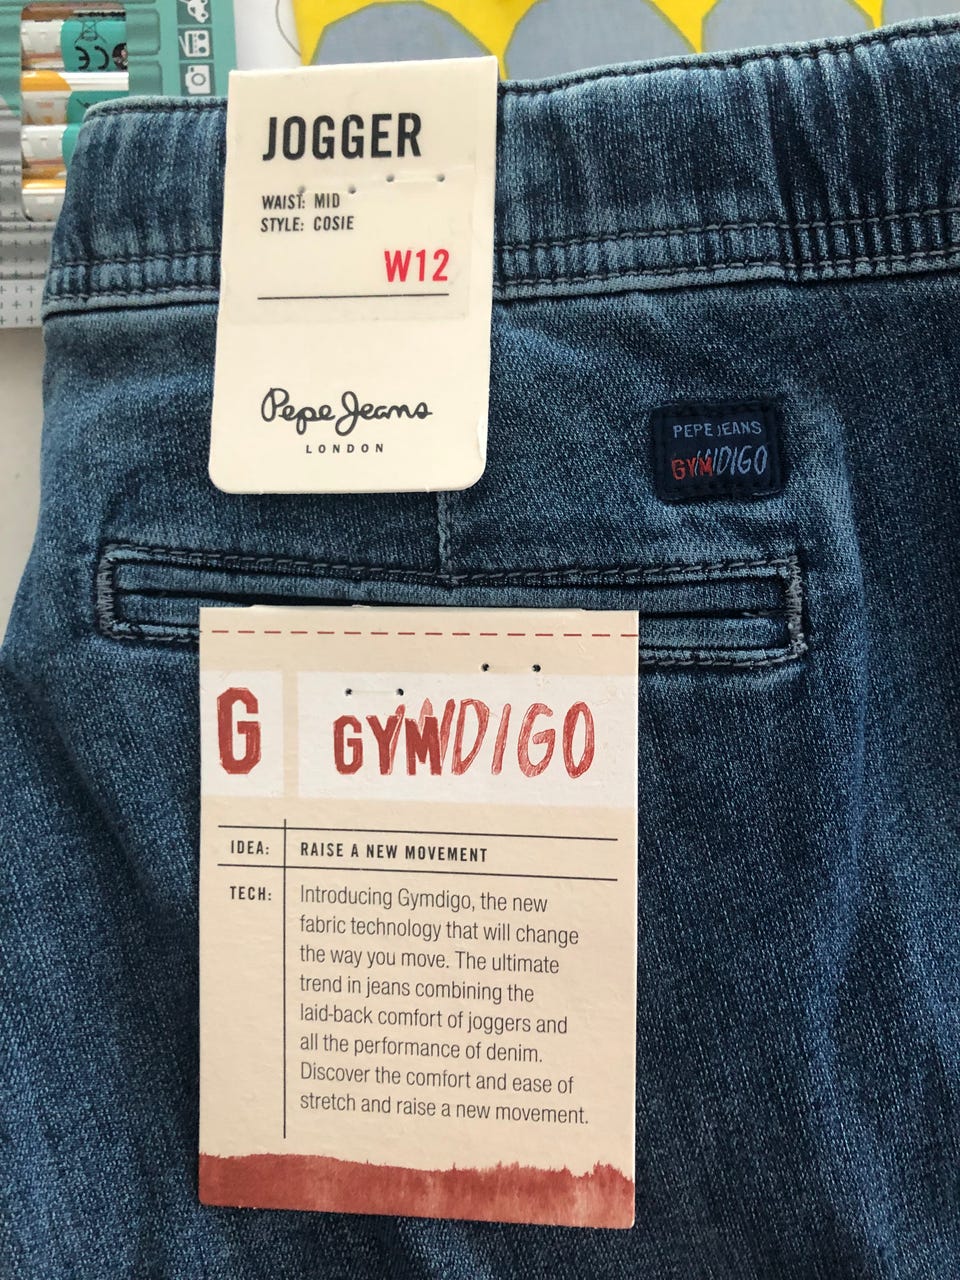 JOGGER
WAIST: MID
STYLE: COSIE
W12
Pepe Jeans
LONDON
PEPE JEANS
GYMDIGO
G
GYMDIGO
IDEA: RAISE A NEW MOVEMENT
TECH: Introducing Gymdigo, the new
fabric technology that will change
the way you move. The ultimate
trend in jeans combining the
laid-back comfort of joggers and
all the performance of denim.
Discover the comfort and ease of
stretch and raise a new movement.